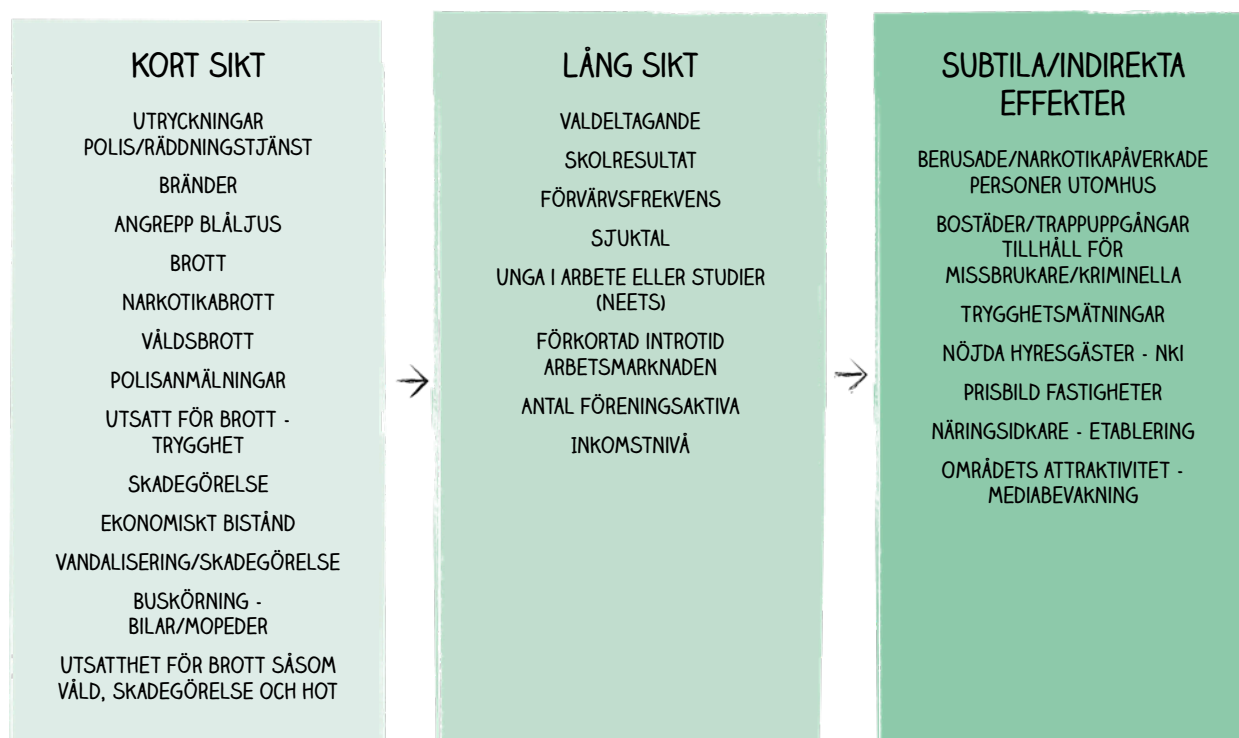 KORT SIKT
UTRYCKNINGAR
POLIS/RÄDDNINGSTJÄNST
BRÄNDER
ANGREPP BLÅLJUS
BROTT
NARKOTIKABROTT
VÅLDSBROTT
POLISANMÄLNINGAR
UTSATT FÖR BROTT -
TRYGGHET
SKADEGÖRELSE
EKONOMISKT BISTÅND
VANDALISERING/SKADEGÖRELSE
BUSKÖRNING -
BILAR/MOPEDER
UTSATTHET FÖR BROTT SÅSOM
VÅLD, SKADEGÖRELSE OCH HOT
LÅNG SIKT
VALDELTAGANDE
SKOLRESULTAT
FÖRVÄRVSFREKVENS
SJUKTAL
UNGA I ARBETE ELLER STUDIER
(NEETS)
FÖRKORTAD INTROTID
ARBETSMARKNADEN
ANTAL FÖRENINGSAKTIVA
INKOMSTNIVÅ
SUBTILA/INDIREKTA
EFFEKTER
BERUSADE/NARKOTIKAPÅVERKADE
PERSONER UTOMHUS
BOSTÄDER/TRAPPUPPGÅNGAR
TILLHÅLL FÖR
MISSBRUKARE/KRIMINELLA
TRYGGHETSMÄTNINGAR
NÖJDA HYRESGÄSTER - NKI
PRISBILD FASTIGHETER
NÄRINGSIDKARE - ETABLERING
OMRÅDETS ATTRAKTIVITET -
MEDIABEVAKNING